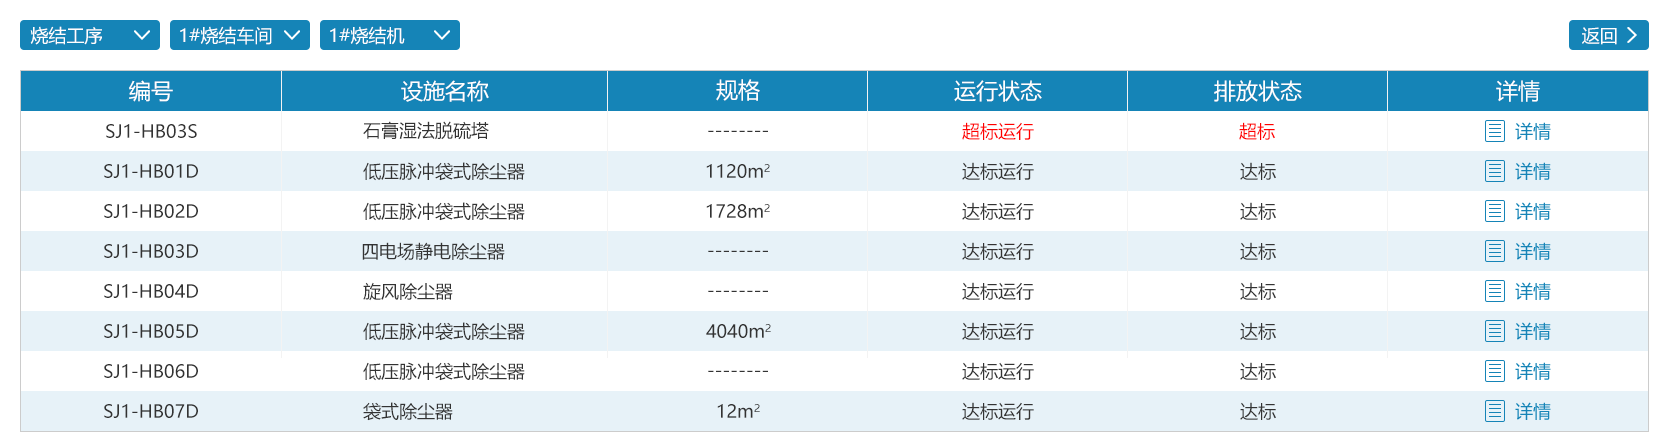 烧结工序 1#烧结车间 1#烧结机 返回
编号 设施名称 规格 运行状态 排放状态 详情
SJ1-HB03S 石膏湿法脱硫塔 -------- 超标运行 超标 详情
SJ1-HB01D 低压脉冲袋式除尘器 1120m² 达标运行 达标 详情
SJ1-HB02D 低压脉冲袋式除尘器 1728m² 达标运行 达标 详情
SJ1-HB03D 四电场静电除尘器 -------- 达标运行 达标 详情
SJ1-HB04D 旋风除尘器 -------- 达标运行 达标 详情
SJ1-HB05D 低压脉冲袋式除尘器 4040m² 达标运行 达标 详情
SJ1-HB06D 低压脉冲袋式除尘器 -------- 达标运行 达标 详情
SJ1-HB07D 袋式除尘器 12m² 达标运行 达标 详情